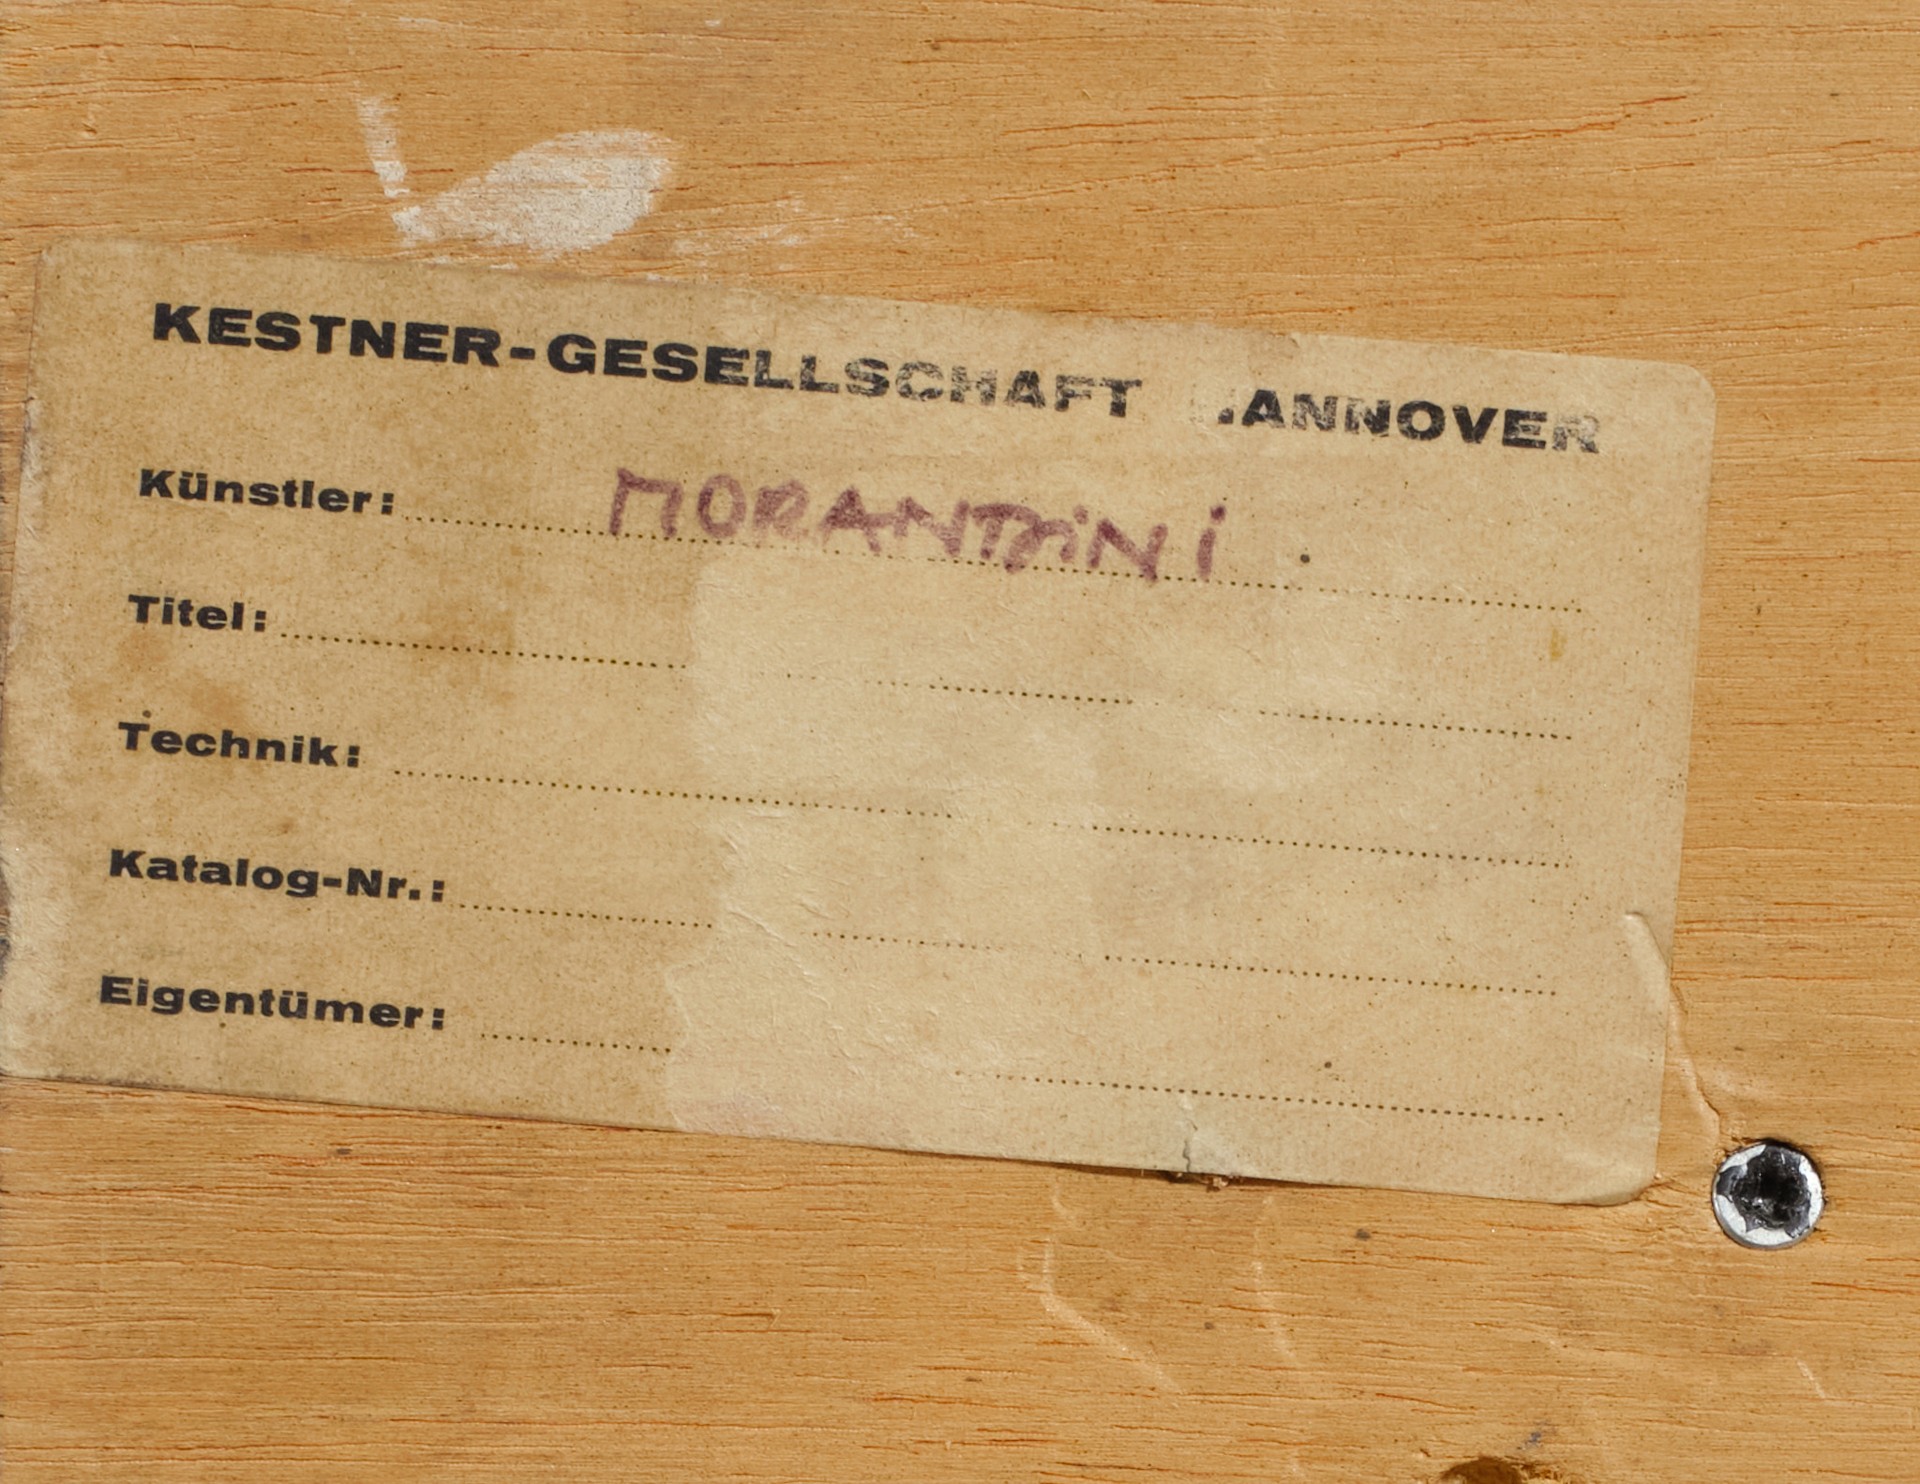 KESTNER-GESELLSCHAFT HANNOVER
Künstler: MORANDINI
Titel:
Technik:
Katalog-Nr.:
Eigentümer: